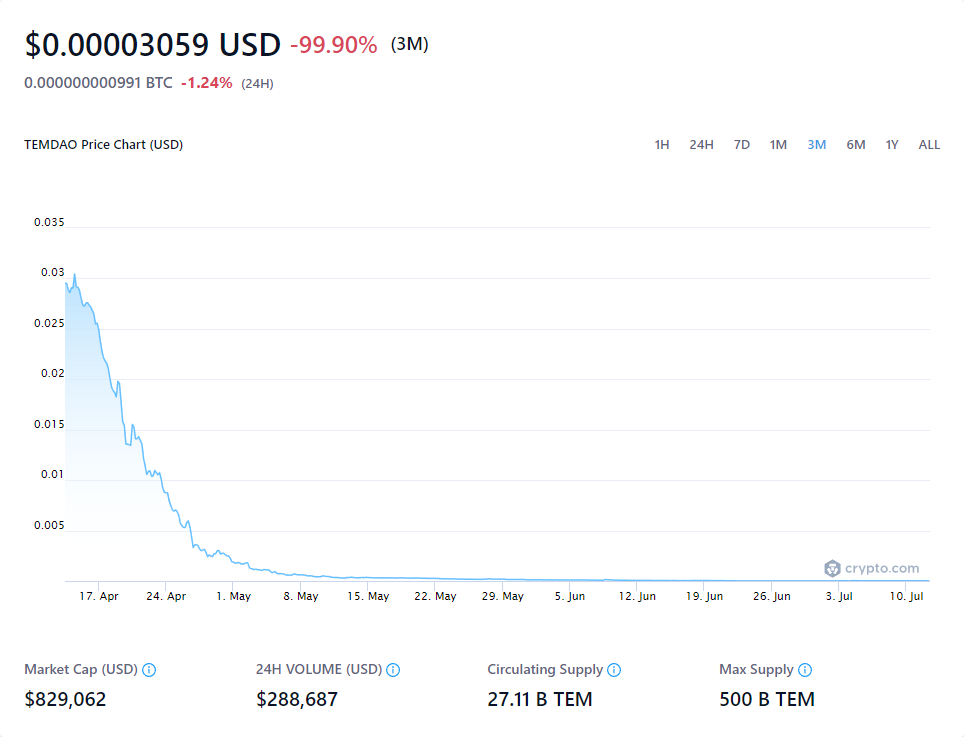 $0.00003059 USD -99.90% (3M)
0.000000000991 BTC -1.24% (24H)
TEMDAO Price Chart (USD) 1H 24H 7D 1M 3M 6M 1Y ALL
0.035
0.03
0.025
0.02
0.015
0.01
0.005
crypto.com
17. Apr 24. Apr 1. May 8. May 15. May 22. May 29. May 5. Jun 12. Jun 19. Jun 26. Jun 3. Jul 10. Jul
Market Cap (USD) 24H VOLUME (USD) Circulating Supply Max Supply
$829,062 $288,687 27.11 B TEM 500 B TEM